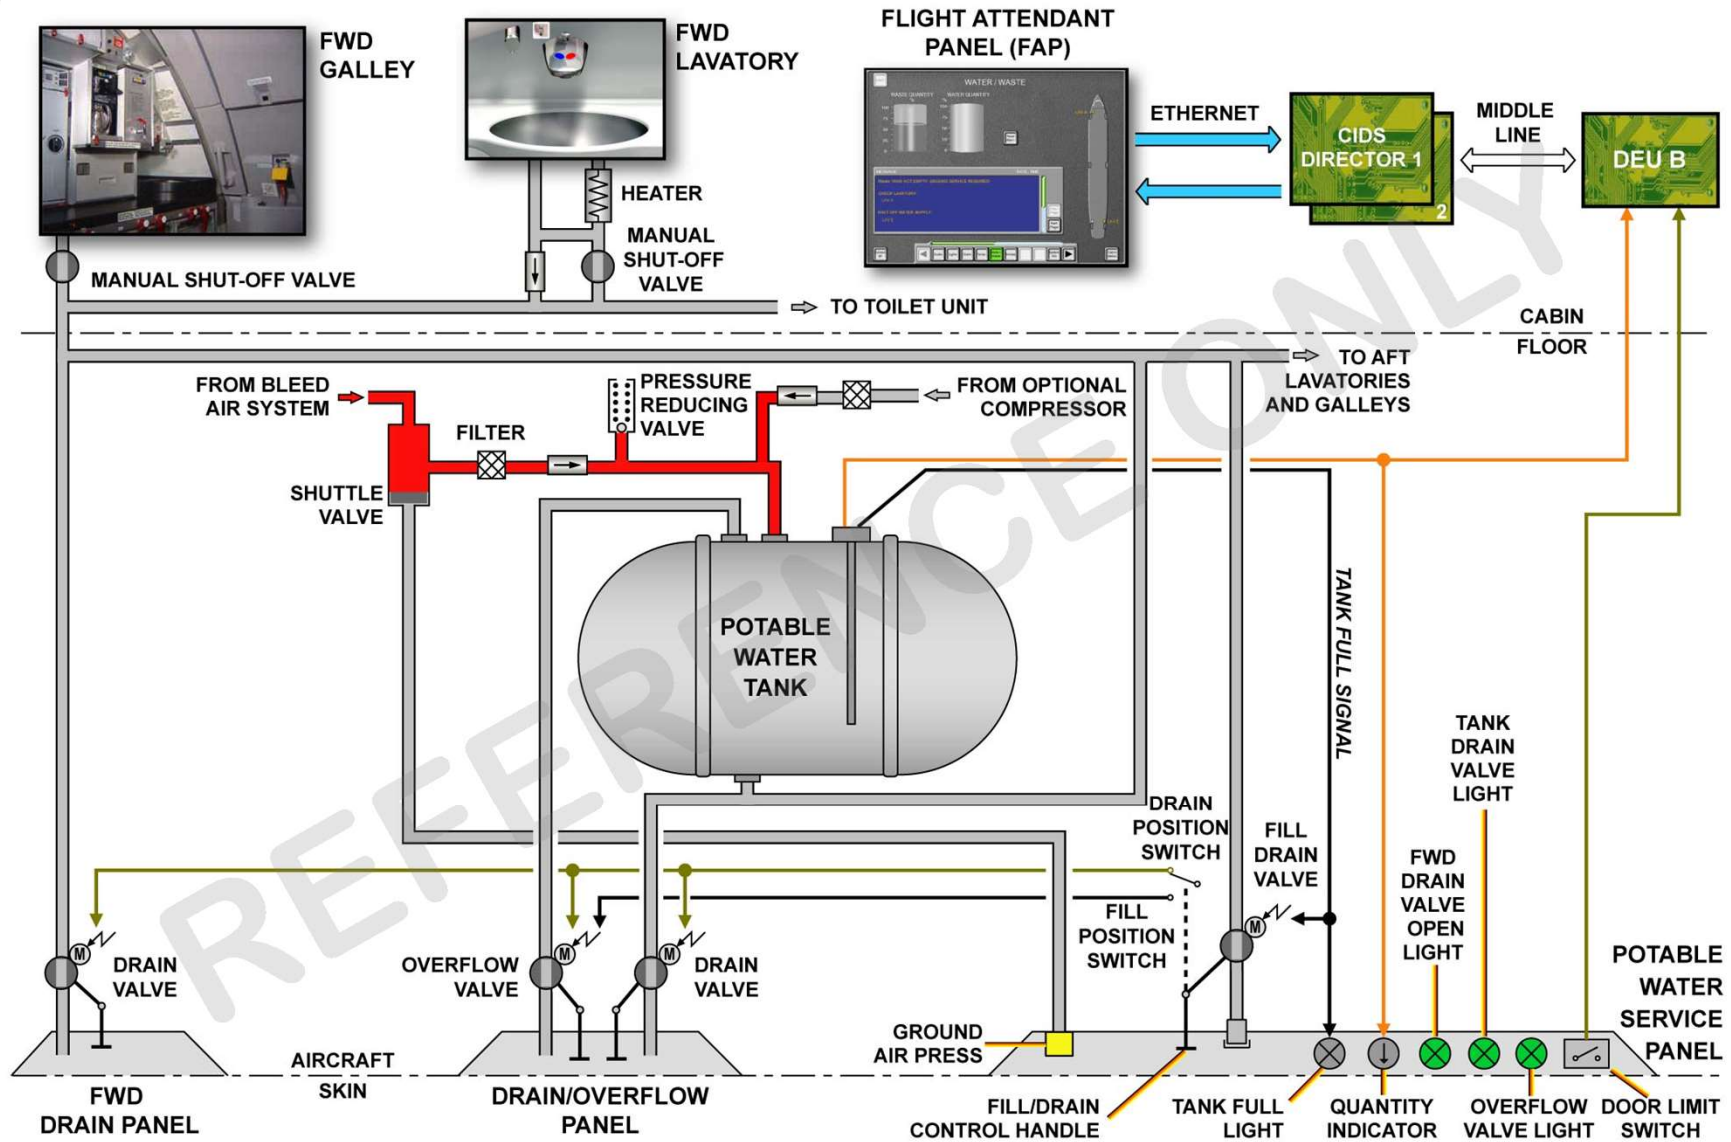 FWD
GALLEY
FWD
LAVATORY
FLIGHT ATTENDANT
PANEL (FAP)
WATER / WASTE
WASTE QUANTITY
WATER QUANTITY
ETHERNET
CIDS
DIRECTOR 1
2
MIDDLE
LINE
DEU B
HEATER
MANUAL
SHUT-OFF
VALVE
MANUAL SHUT-OFF VALVE
TO TOILET UNIT
CABIN
FLOOR
TO AFT
LAVATORIES
AND GALLEYS
FROM BLEED
AIR SYSTEM
PRESSURE
REDUCING
VALVE
FROM OPTIONAL
COMPRESSOR
FILTER
SHUTTLE
VALVE
POTABLE
WATER
TANK
TANK FULL SIGNAL
TANK
DRAIN
VALVE
LIGHT
DRAIN
POSITION
SWITCH
FILL
DRAIN
VALVE
FWD
DRAIN
VALVE
OPEN
LIGHT
FILL
POSITION
SWITCH
M
DRAIN
VALVE
OVERFLOW
VALVE
M
M
DRAIN
VALVE
M
POTABLE
WATER
SERVICE
PANEL
GROUND
AIR PRESS
AIRCRAFT
SKIN
FWD
DRAIN PANEL
DRAIN/OVERFLOW
PANEL
FILL/DRAIN
CONTROL HANDLE
TANK FULL
LIGHT
QUANTITY
INDICATOR
OVERFLOW
VALVE LIGHT
DOOR LIMIT
SWITCH
REFERENCE ONLY